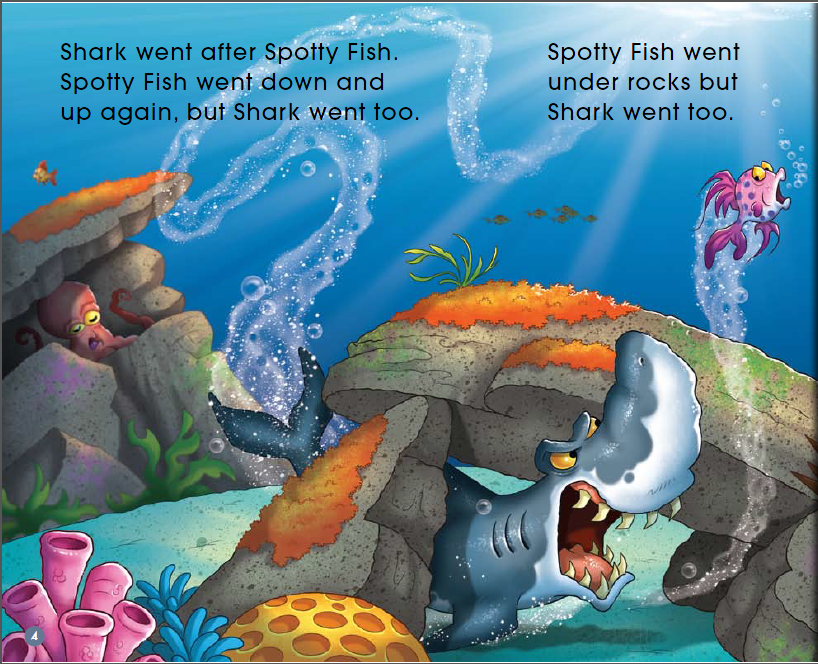 Shark went after Spotty Fish.
Spotty Fish went down and
up again, but Shark went too.
Spotty Fish went
under rocks but
Shark went too.
4